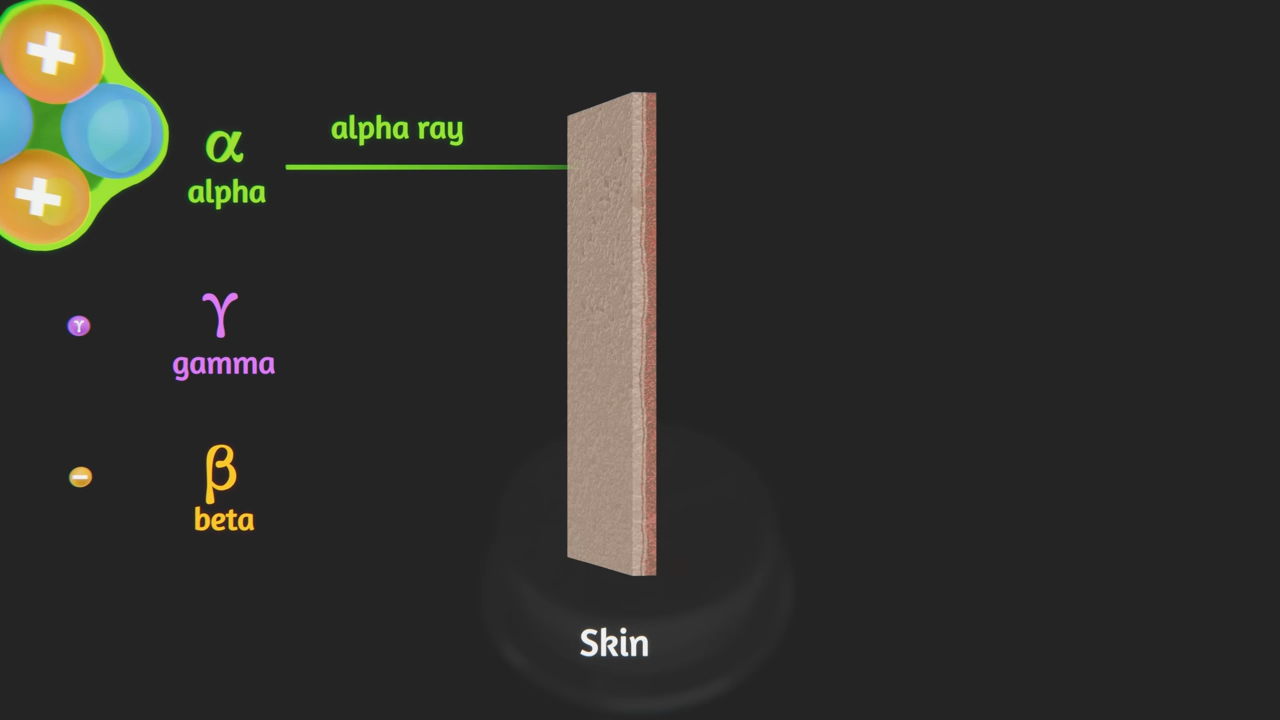 α
alpha
alpha ray
γ
γ
gamma
β
beta
Skin